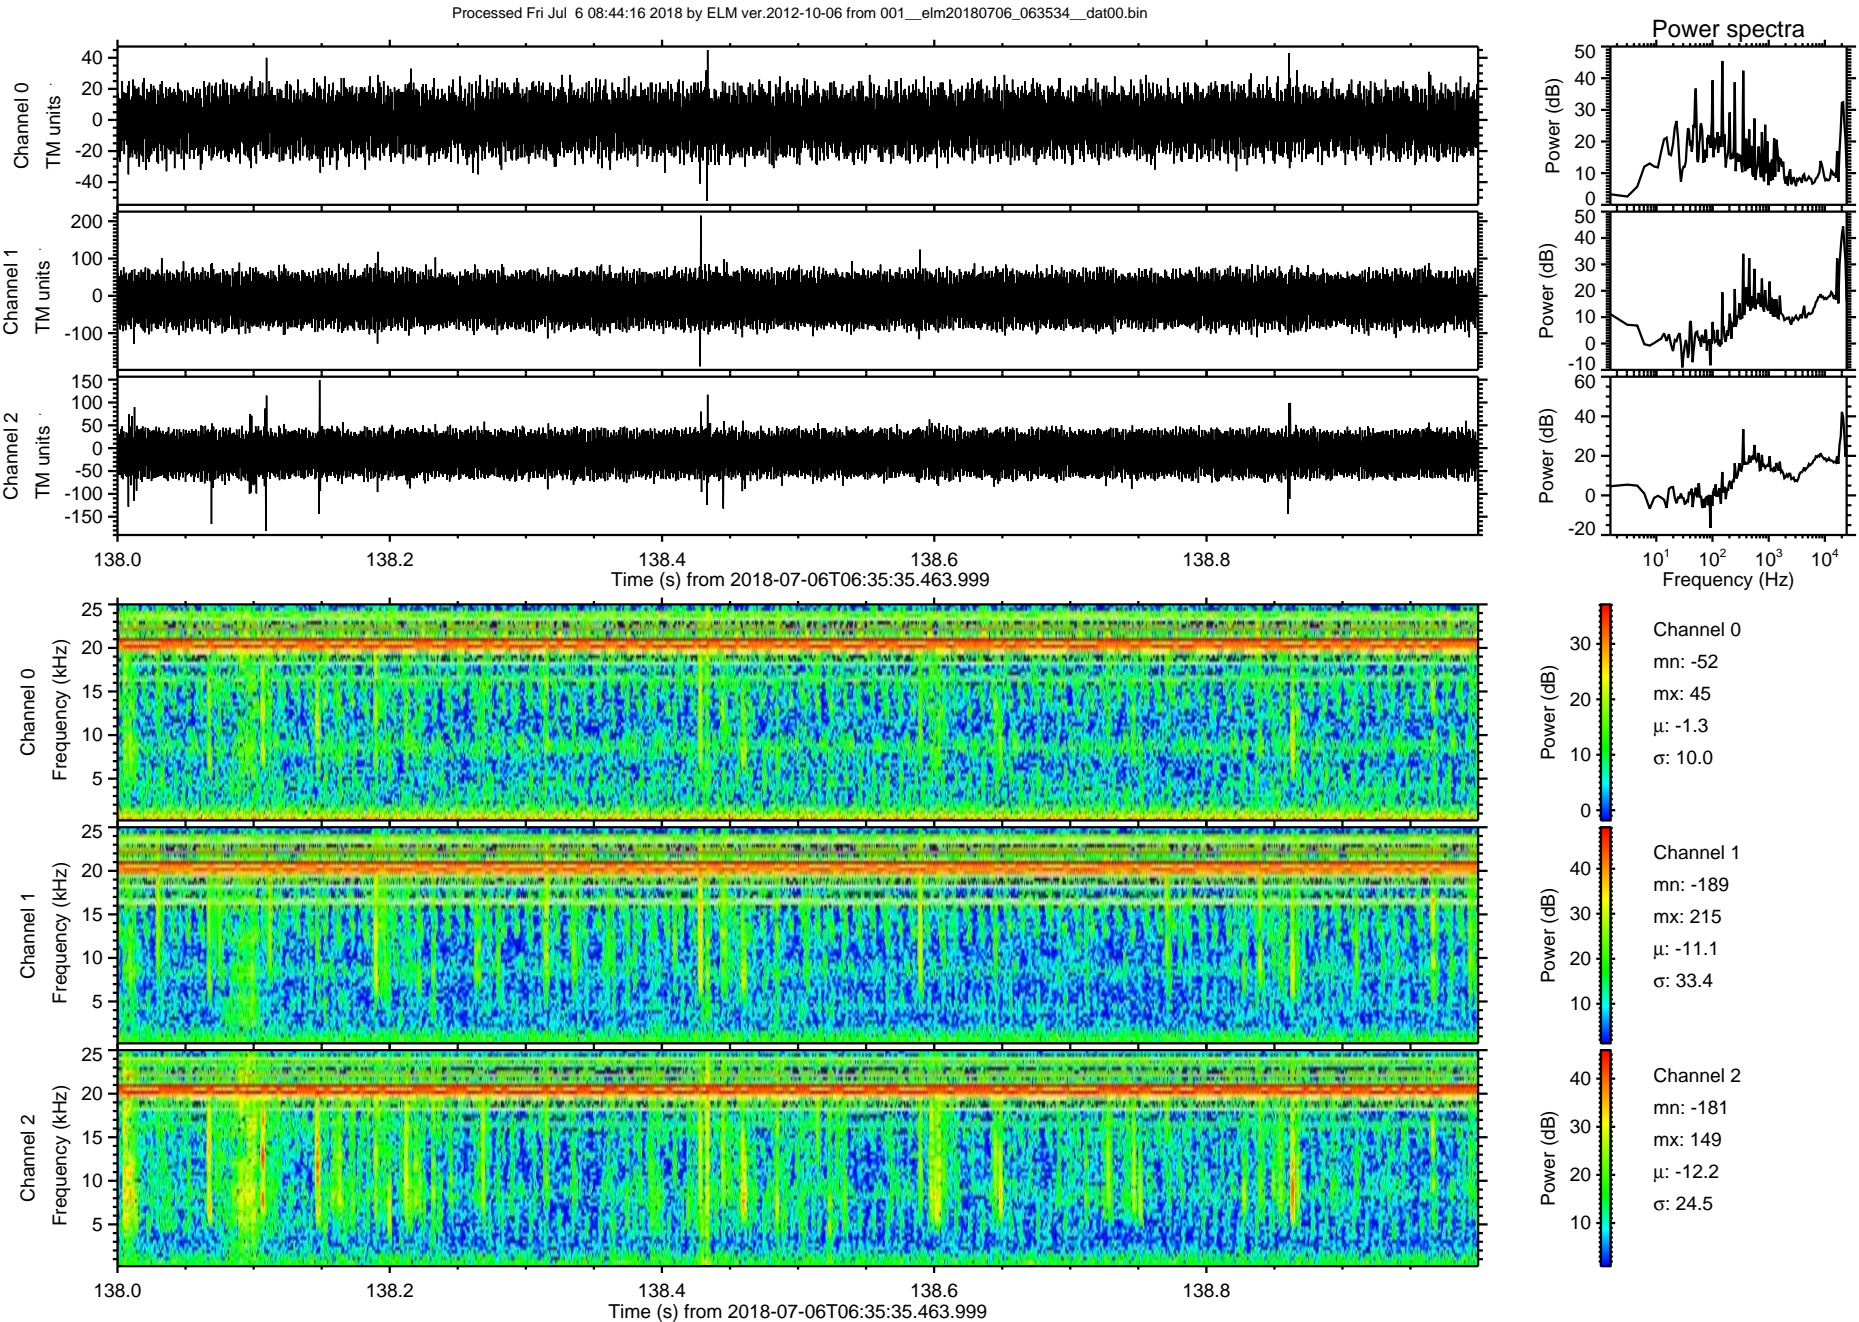 Processed Fri Jul 6 08:44:16 2018 by ELM ver.2012-10-06 from 001__elm20180706_063534__dat00.bin
Power spectra
Channel 0
TM units
40
20
0
-20
-40
Power (dB)
50
40
30
20
10
0
Channel 1
TM units
200
100
0
-100
Power (dB)
50
40
30
20
10
0
-10
Channel 2
TM units
150
100
50
0
-50
-100
-150
Power (dB)
60
40
20
0
-20
138.0 138.2 138.4 138.6 138.8
Time (s) from 2018-07-06T06:35:35.463.999
10¹ 10² 10³ 10⁴
Frequency (Hz)
Channel 0
Frequency (kHz)
25
20
15
10
5
Power (dB)
30
20
10
0
Channel 0
mn: -52
mx: 45
µ: -1.3
σ: 10.0
Channel 1
Frequency (kHz)
25
20
15
10
5
Power (dB)
40
30
20
10
Channel 1
mn: -189
mx: 215
µ: -11.1
σ: 33.4
Channel 2
Frequency (kHz)
25
20
15
10
5
Power (dB)
40
30
20
10
Channel 2
mn: -181
mx: 149
µ: -12.2
σ: 24.5
138.0 138.2 138.4 138.6 138.8
Time (s) from 2018-07-06T06:35:35.463.999